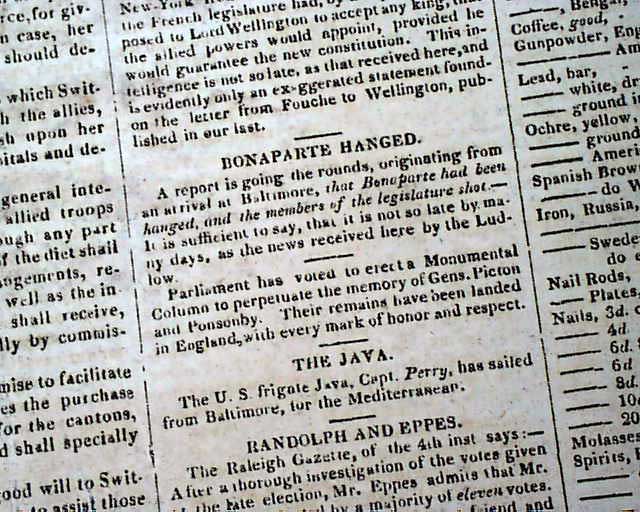 rce, for giv-
n case, her
should de-
which Swit-
h the allies,
sh upon her
pitals and de-
general inte-
allied troops
ough any part
f the diet shall
angements, re-
well as the in
shall receive,
lly by commis-
mise to facilitate
es the purchase
for the cantons,
d shall specially
ood will to Swit-
to assist those
New-York
the French legislature had, by
posed to Lord Wellington to accept any king, that
the allied powers would appoint, provided he
would guarantee the new constitution. This in-
telligence is not so late, as that received here, and
is evidently only an exaggerated statement found-
on the letter from Fouche to Wellington, pub-
lished in our last.
BONAPARTE HANGED.
A report is going the rounds, originating from
an arrival at Baltimore, that Bonaparte had been
hanged, and the members of the legislature shot.—
It is sufficient to say, that it is not so late by ma-
ny days, as the news received here by the Lud-
low.
Parliament has voted to erect a Monumental
Column to perpetuate the memory of Gens. Picton
and Ponsonby. Their remains have been landed
in England, with every mark of honor and respect.
THE JAVA.
The U. S. frigate Java, Capt. Perry, has sailed
from Baltimore, for the Mediterranean.
RANDOLPH AND EPPES.
The Raleigh Gazette, of the 4th inst says:—
After a thorough investigation of the votes given
the late election, Mr. Eppes admits that Mr.
by a majority of eleven votes.
friend and
Bengal,
Coffee, good,
Gunpowder, Eng
Am
Lead, bar,
white, dr
ground i
Ochre, yellow,
ground
Ameri
Spanish Brow
do W
Iron, Russia,
Swede
do
Nail Rods,
Plates,
Nails, 3d.
4d.
6d.
6d
8d.
10d
20
Molasses
Spirits,